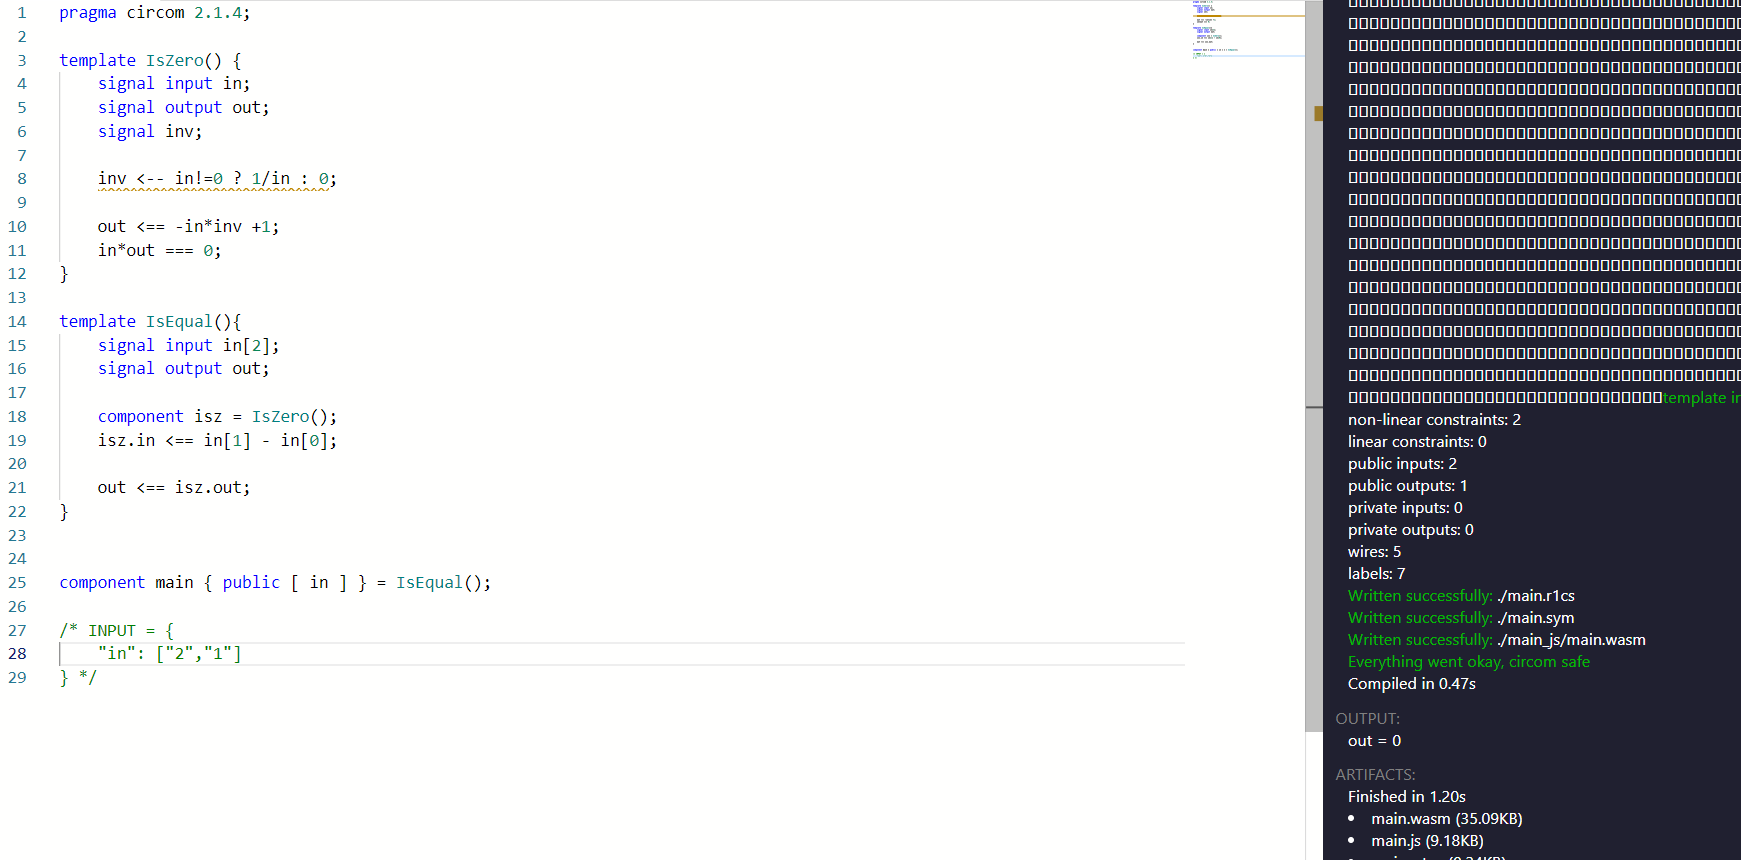 1 pragma circom 2.1.4;
2
3 template IsZero() {
4 signal input in;
5 signal output out;
6 signal inv;
7
8 inv <-- in!=0 ? 1/in : 0;
9
10 out <== -in*inv +1;
11 in*out === 0;
12 }
13
14 template IsEqual(){
15 signal input in[2];
16 signal output out;
17
18 component isz = IsZero();
19 isz.in <== in[1] - in[0];
20
21 out <== isz.out;
22 }
23
24
25 component main { public [ in ] } = IsEqual();
26
27 /* INPUT = {
28 "in": ["2","1"]
29 } */
template
non-linear constraints: 2
linear constraints: 0
public inputs: 2
public outputs: 1
private inputs: 0
private outputs: 0
wires: 5
labels: 7
Written successfully: ./main.r1cs
Written successfully: ./main.sym
Written successfully: ./main_js/main.wasm
Everything went okay, circom safe
Compiled in 0.47s
OUTPUT:
out = 0
ARTIFACTS:
Finished in 1.20s
• main.wasm (35.09KB)
• main.js (9.18KB)